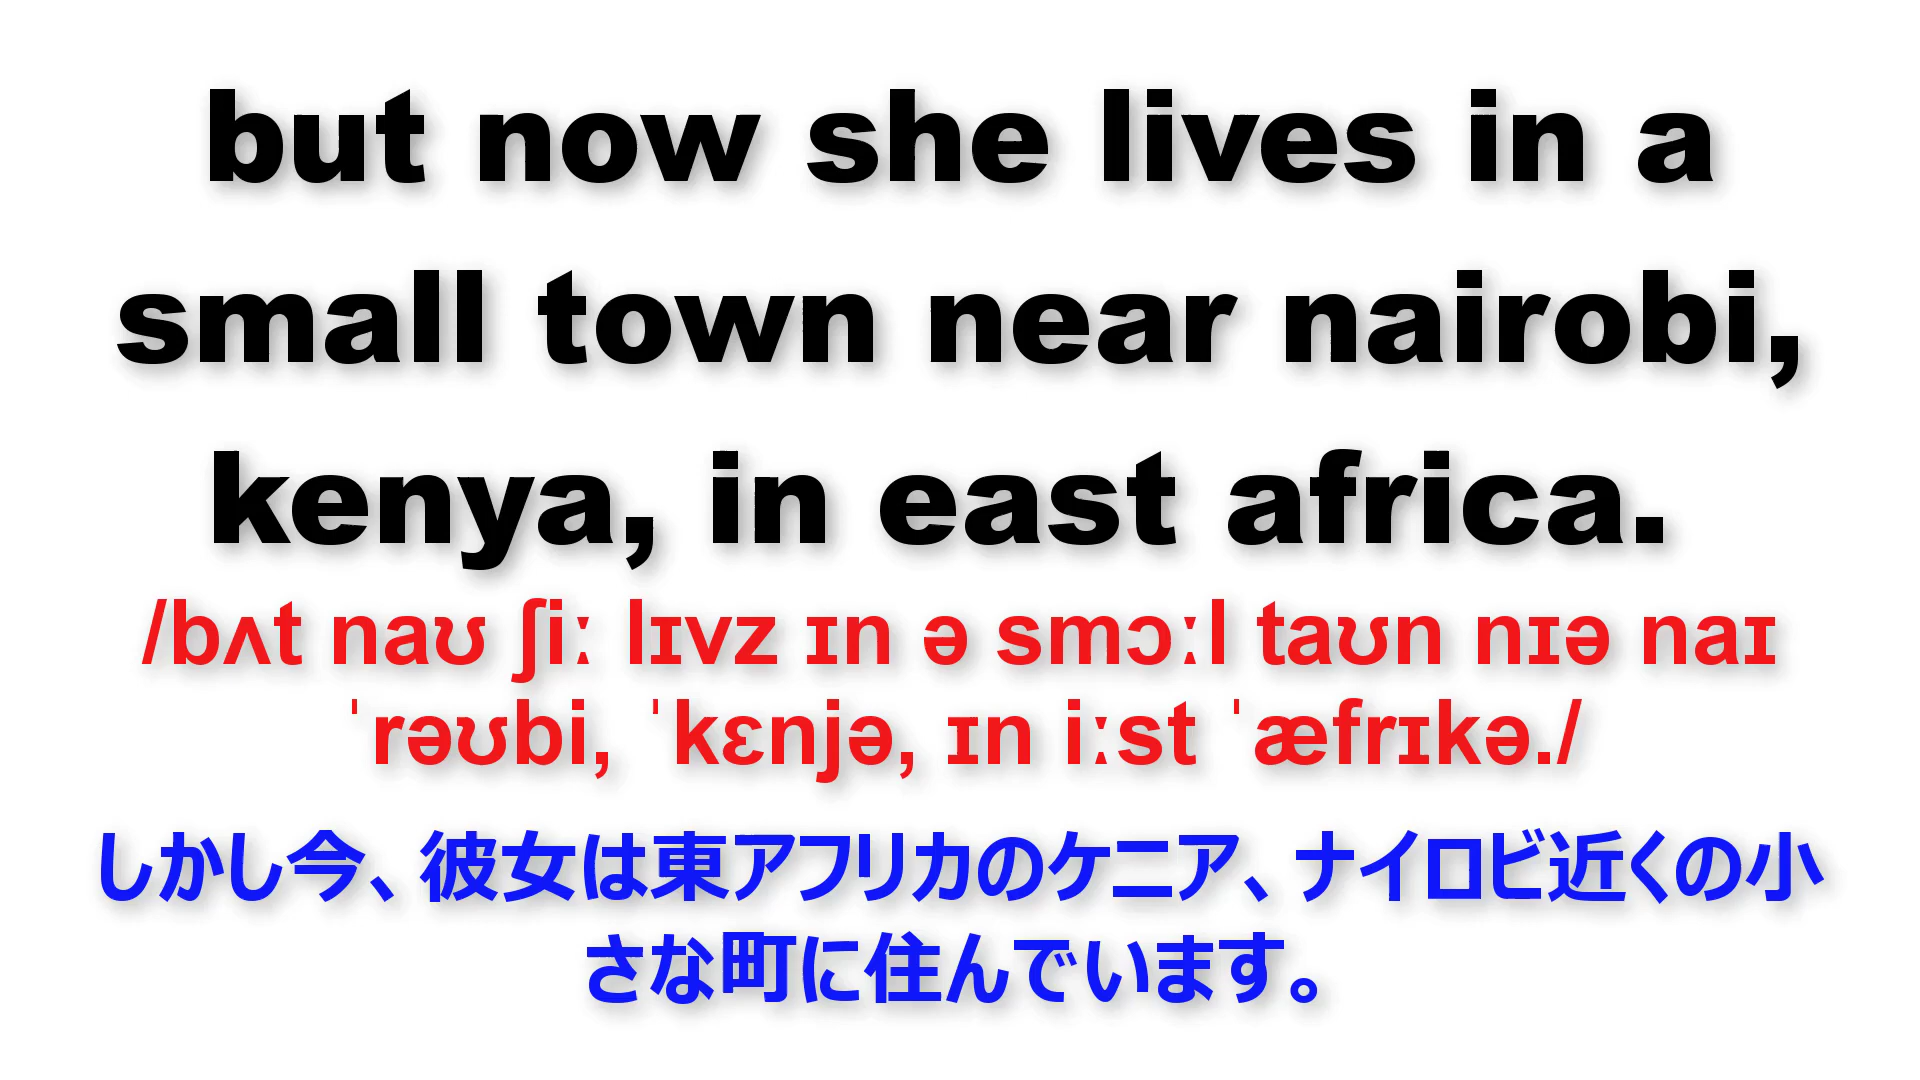 but now she lives in a
small town near nairobi,
kenya, in east africa.
/bʌt naʊ ʃiː lɪvz ɪn ə smɔːl taʊn nɪə naɪ
ˈrəʊbi, ˈkɛnjə, ɪn iːst ˈæfrɪkə./
しかし今、彼女は東アフリカのケニア、ナイロビ近くの小
さな町に住んでいます。